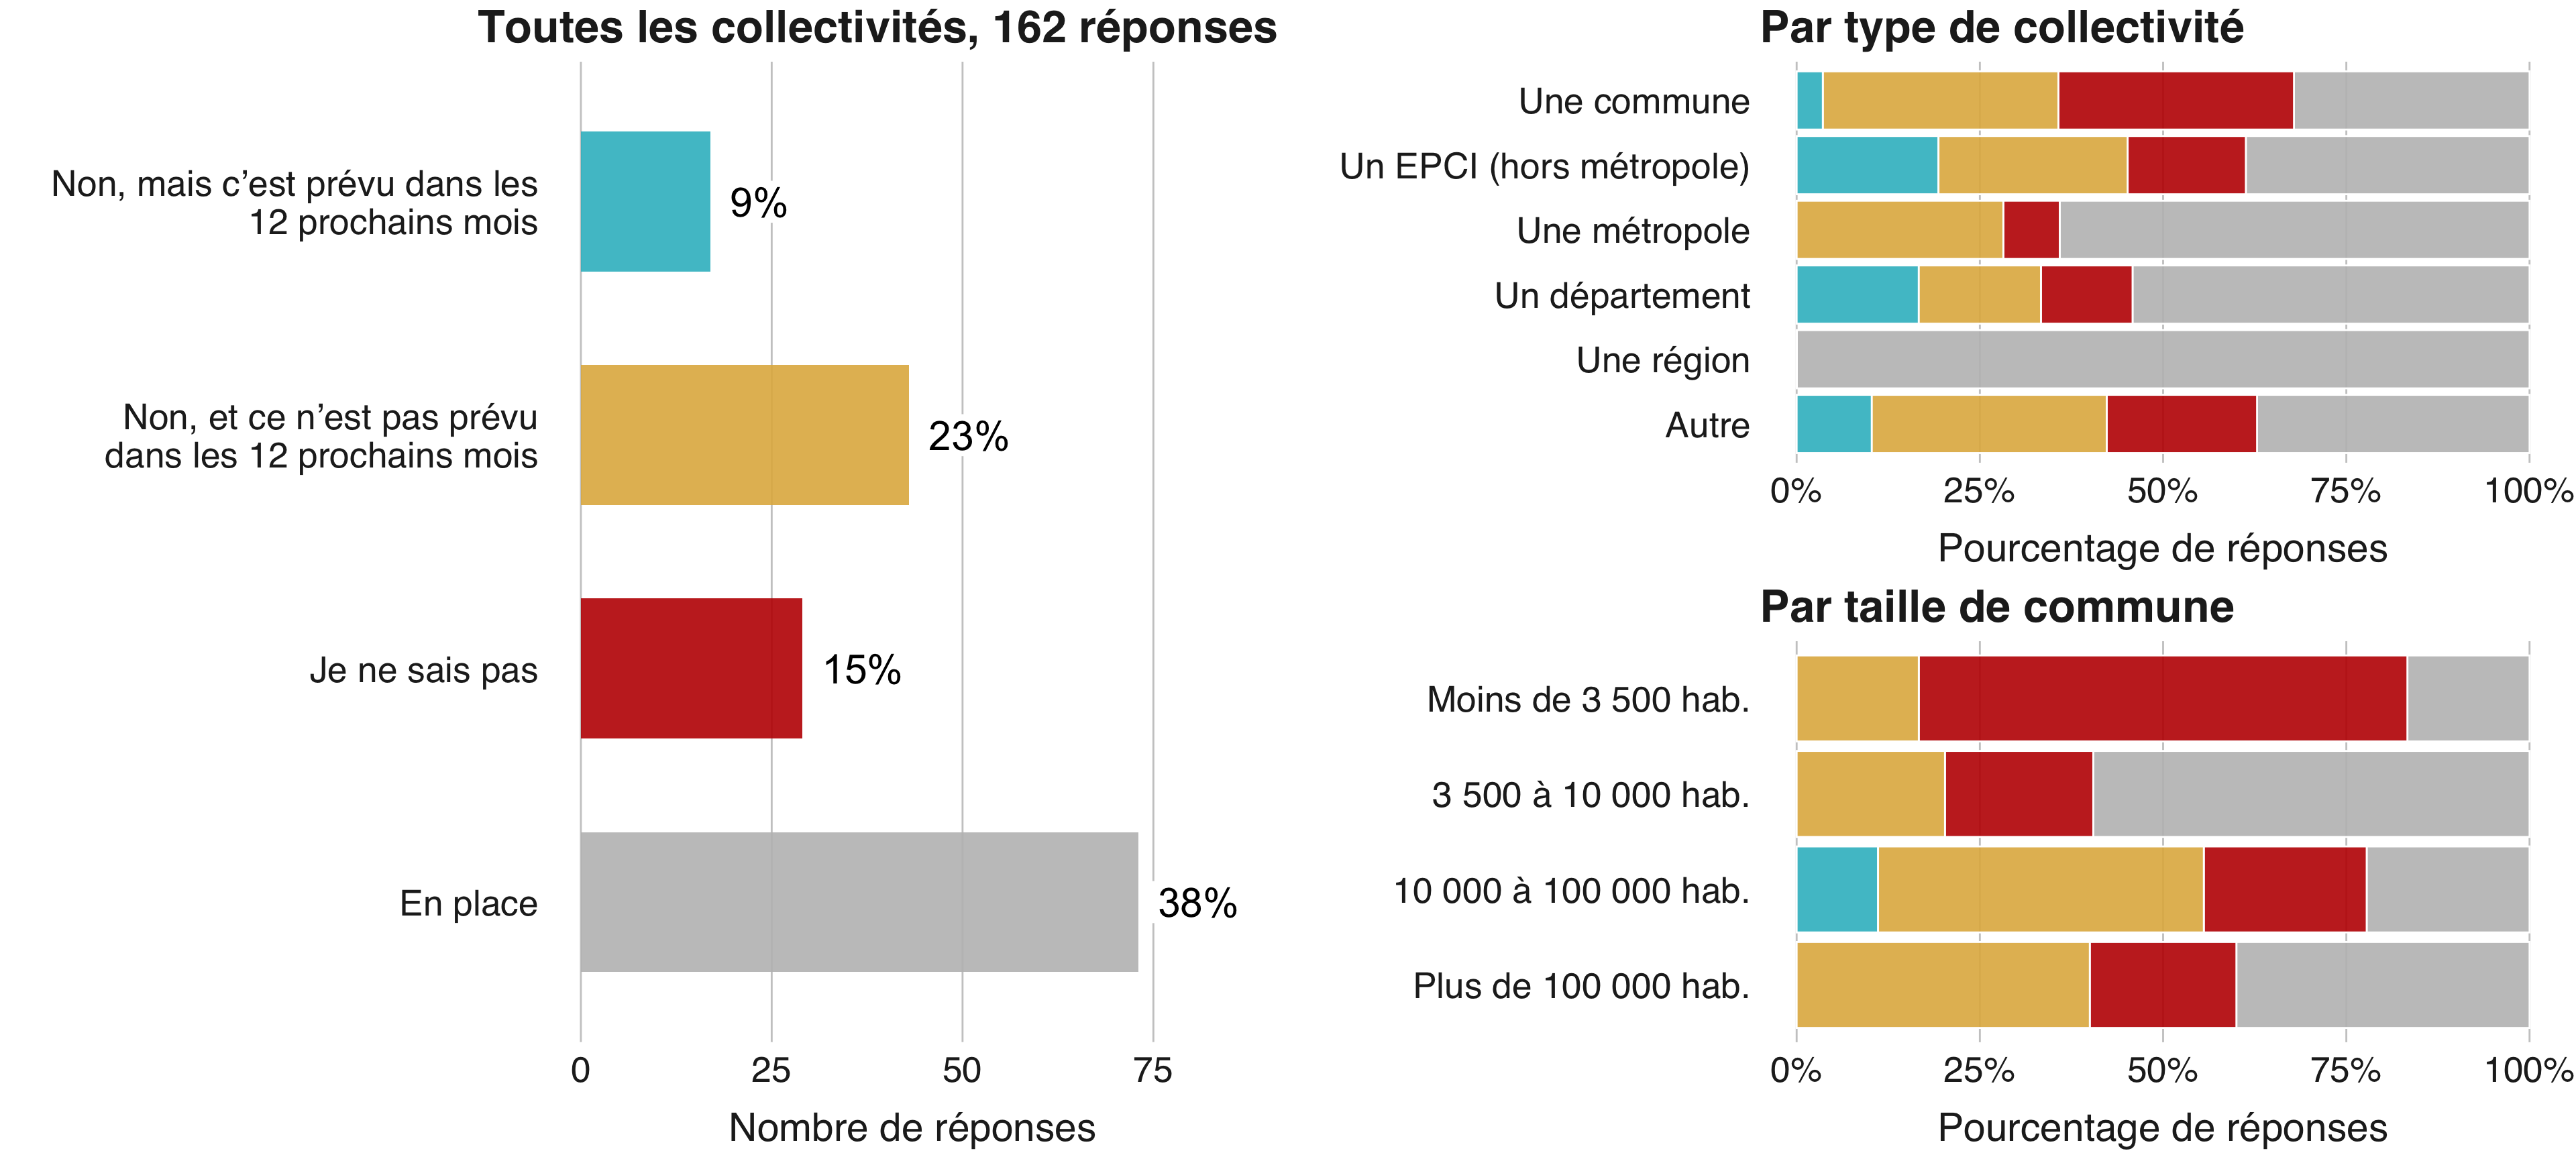 Toutes les collectivités, 162 réponses
Non, mais c’est prévu dans les
12 prochains mois
9%
Non, et ce n’est pas prévu
dans les 12 prochains mois
23%
Je ne sais pas
15%
En place
38%
0 25 50 75
Nombre de réponses
Par type de collectivité
Une commune
Un EPCI (hors métropole)
Une métropole
Un département
Une région
Autre
0% 25% 50% 75% 100%
Pourcentage de réponses
Par taille de commune
Moins de 3 500 hab.
3 500 à 10 000 hab.
10 000 à 100 000 hab.
Plus de 100 000 hab.
0% 25% 50% 75% 100%
Pourcentage de réponses